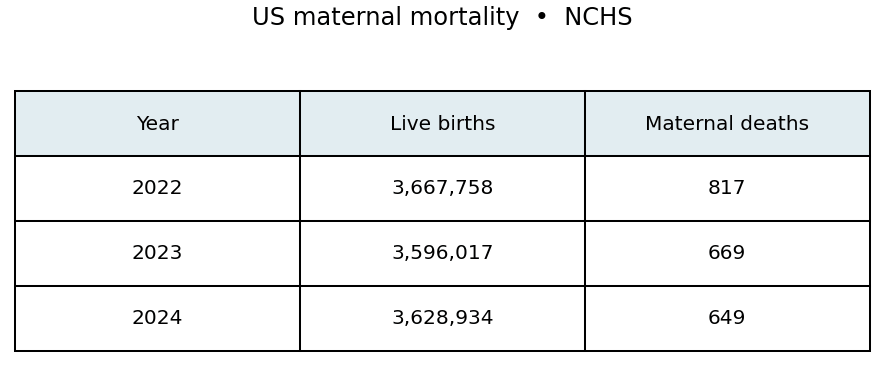 US maternal mortality • NCHS
Year Live births Maternal deaths
2022 3,667,758 817
2023 3,596,017 669
2024 3,628,934 649